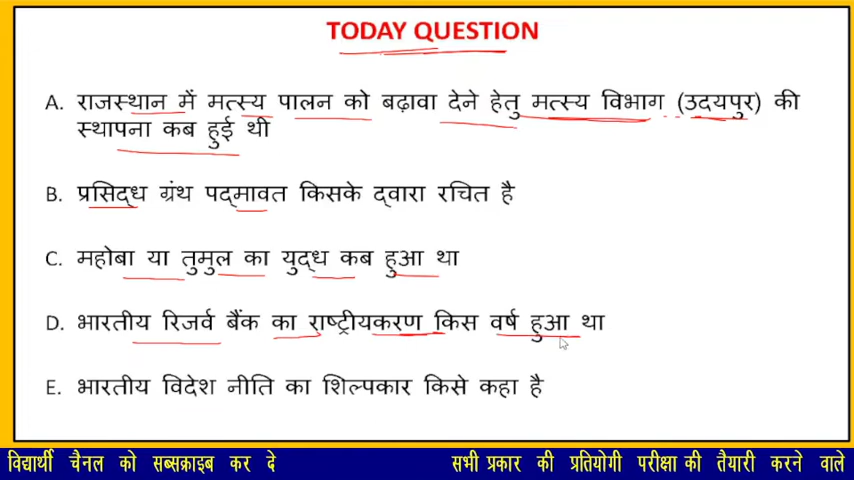 TODAY QUESTION
A. राजस्थान में मत्स्य पालन को बढ़ावा देने हेतु मत्स्य विभाग (उदयपुर) की
स्थापना कब हुई थी
B. प्रसिद्ध ग्रंथ पद्मावत किसके द्वारा रचित है
C. महोबा या तुमुल का युद्ध कब हुआ था
D. भारतीय रिजर्व बैंक का राष्ट्रीयकरण किस वर्ष हुआ था
E. भारतीय विदेश नीति का शिल्पकार किसे कहा है
विद्यार्थी चैनल को सब्सक्राइब कर दे सभी प्रकार की प्रतियोगी परीक्षा की तैयारी करने वाले